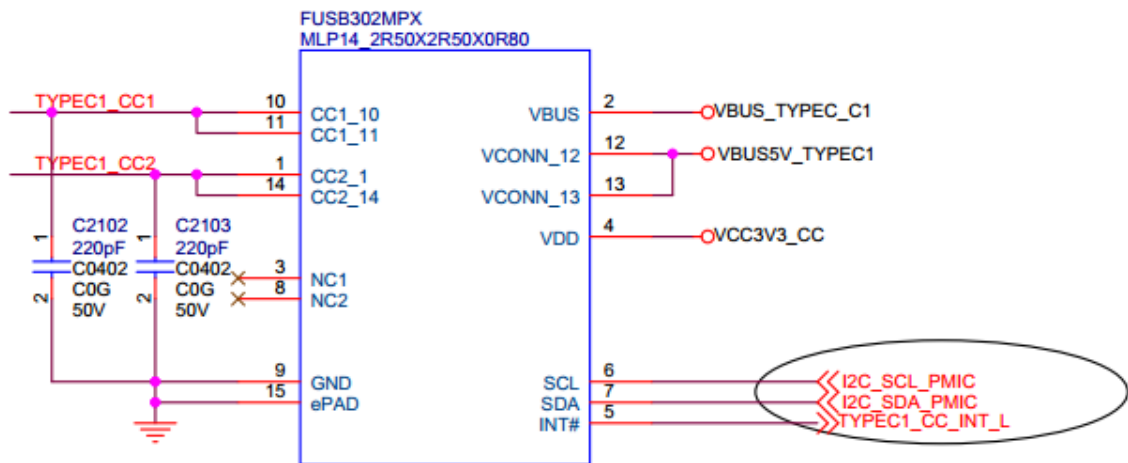 FUSB302MPX
MLP14_2R50X2R50X0R80
TYPEC1_CC1
10
CC1_10
11
CC1_11
TYPEC1_CC2
1
CC2_1
14
CC2_14
2
VBUS
VBUS_TYPEC_C1
12
VCONN_12
VBUS5V_TYPEC1
13
VCONN_13
4
VDD
VCC3V3_CC
1
C2102
220pF
C0402
C0G
50V
2
1
C2103
220pF
C0402
C0G
50V
2
3
NC1
8
NC2
9
GND
15
ePAD
6
SCL
I2C_SCL_PMIC
7
SDA
I2C_SDA_PMIC
5
INT#
TYPEC1_CC_INT_L